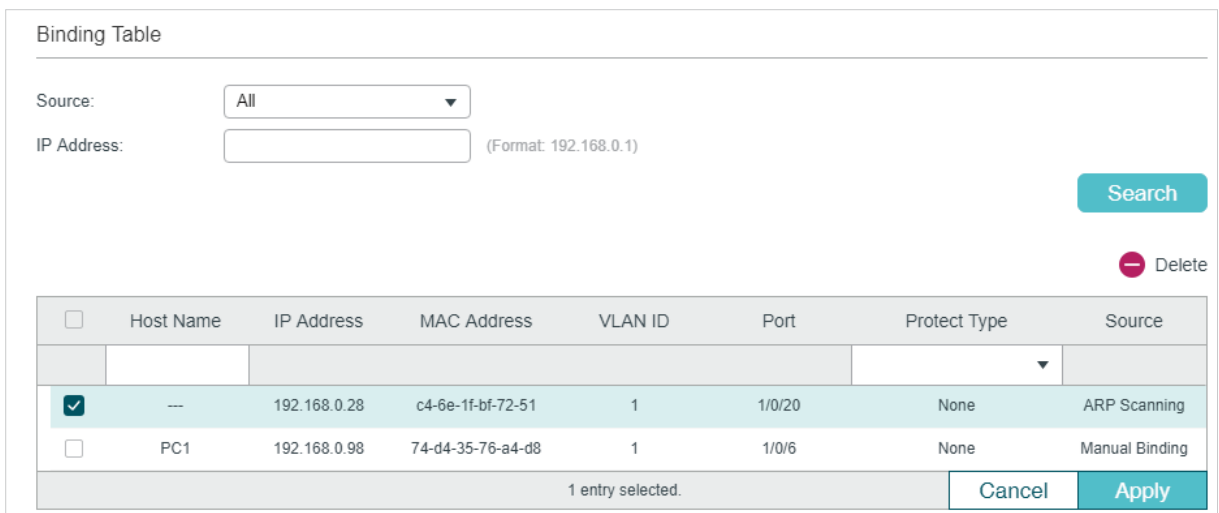 Binding Table
Source: All
IP Address: (Format: 192.168.0.1)
Search
Delete
Host Name IP Address MAC Address VLAN ID Port Protect Type Source
--- 192.168.0.28 c4-6e-1f-bf-72-51 1 1/0/20 None ARP Scanning
PC1 192.168.0.98 74-d4-35-76-a4-d8 1 1/0/6 None Manual Binding
1 entry selected. Cancel Apply